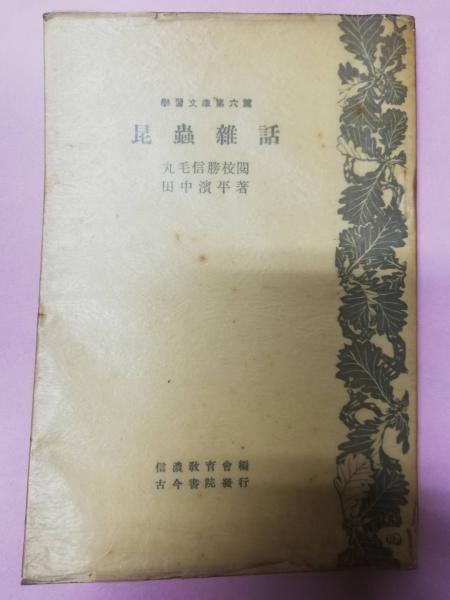 學習文庫第六篇
昆蟲雜話
丸毛信勝校閱
田中濱平著
信濃教育會編
古今書院發行